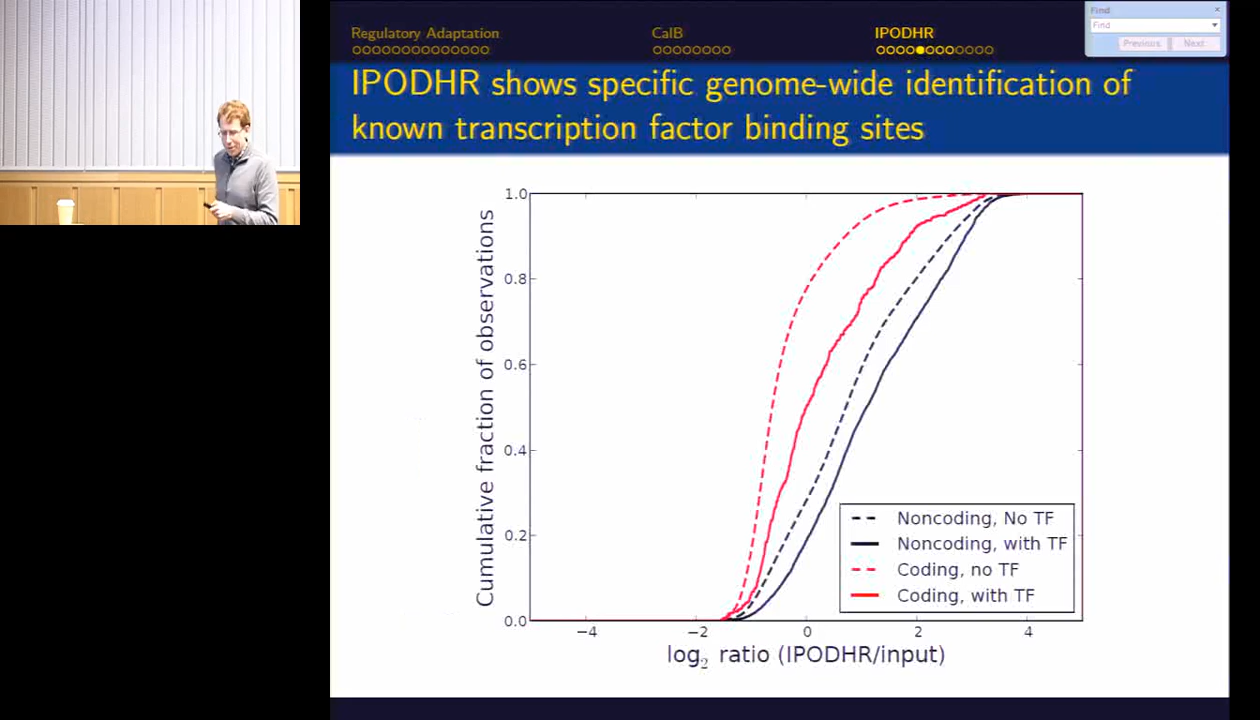 Regulatory Adaptation
CalB
IPODHR
Find
Find
Previous
Next
IPODHR shows specific genome-wide identification of
known transcription factor binding sites
Cumulative fraction of observations
1.0
0.8
0.6
0.4
0.2
0.0
−4
−2
0
2
4
log2 ratio (IPODHR/input)
Noncoding, No TF
Noncoding, with TF
Coding, no TF
Coding, with TF